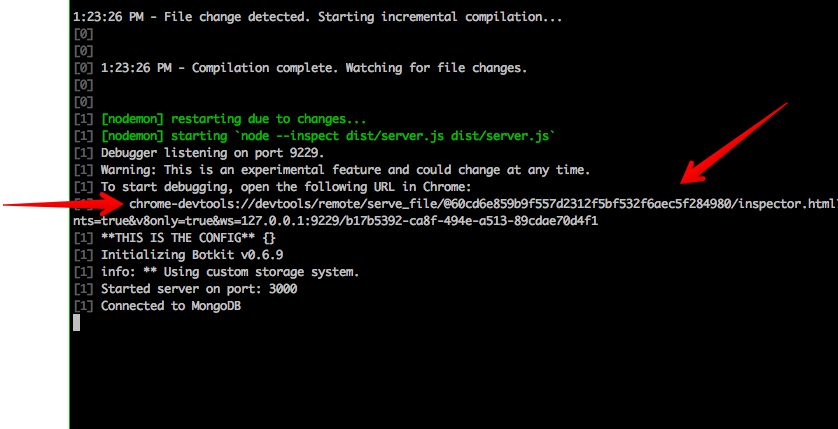 1:23:26 PM - File change detected. Starting incremental compilation...
[0]
[0]
[0] 1:23:26 PM - Compilation complete. Watching for file changes.
[0]
[0]
[1] [nodemon] restarting due to changes...
[1] [nodemon] starting `node --inspect dist/server.js dist/server.js`
[1] Debugger listening on port 9229.
[1] Warning: This is an experimental feature and could change at any time.
[1] To start debugging, open the following URL in Chrome:
[1]     chrome-devtools://devtools/remote/serve_file/@60cd6e859b9f557d2312f5bf532f6aec5f284980/inspector.html?
nts=true&v8only=true&ws=127.0.0.1:9229/b17b5392-ca8f-494e-a513-89cdae70d4f1
[1] **THIS IS THE CONFIG** {}
[1] Initializing Botkit v0.6.9
[1] info: ** Using custom storage system.
[1] Started server on port: 3000
[1] Connected to MongoDB